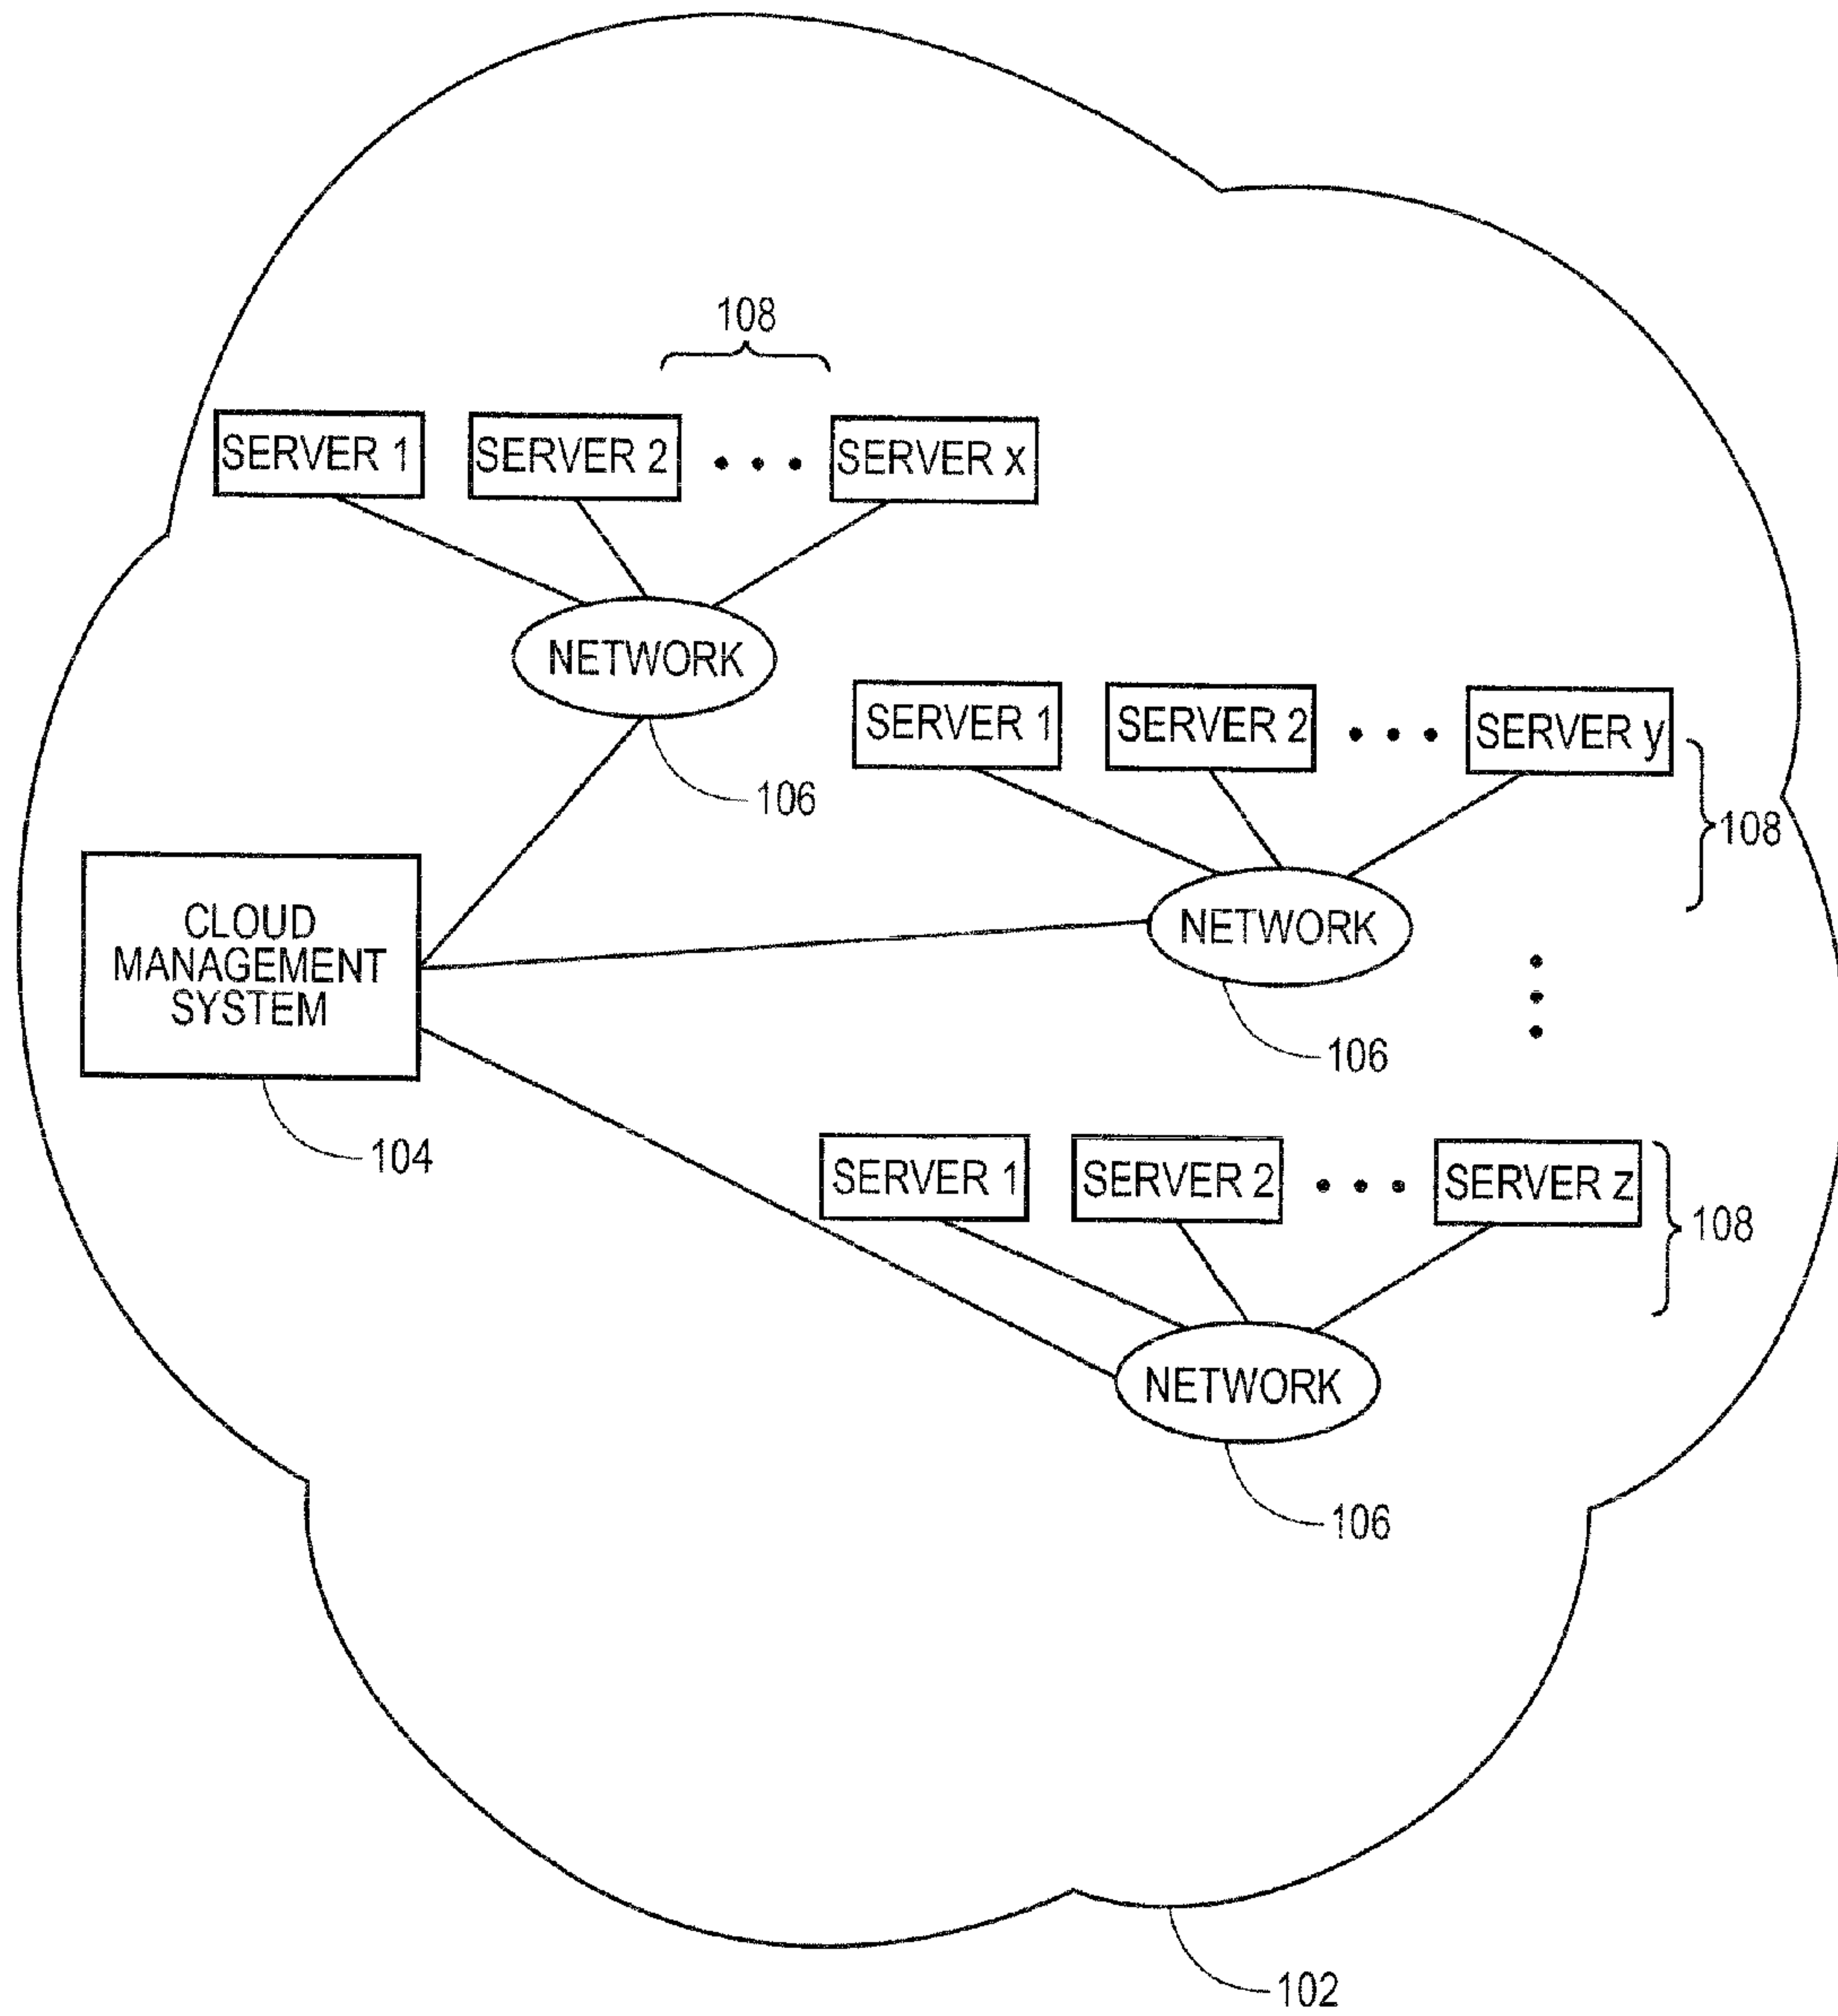 108
SERVER 1
SERVER 2
SERVER x
NETWORK
106
SERVER 1
SERVER 2
SERVER y
108
NETWORK
106
CLOUD
MANAGEMENT
SYSTEM
104
SERVER 1
SERVER 2
SERVER z
108
NETWORK
106
102